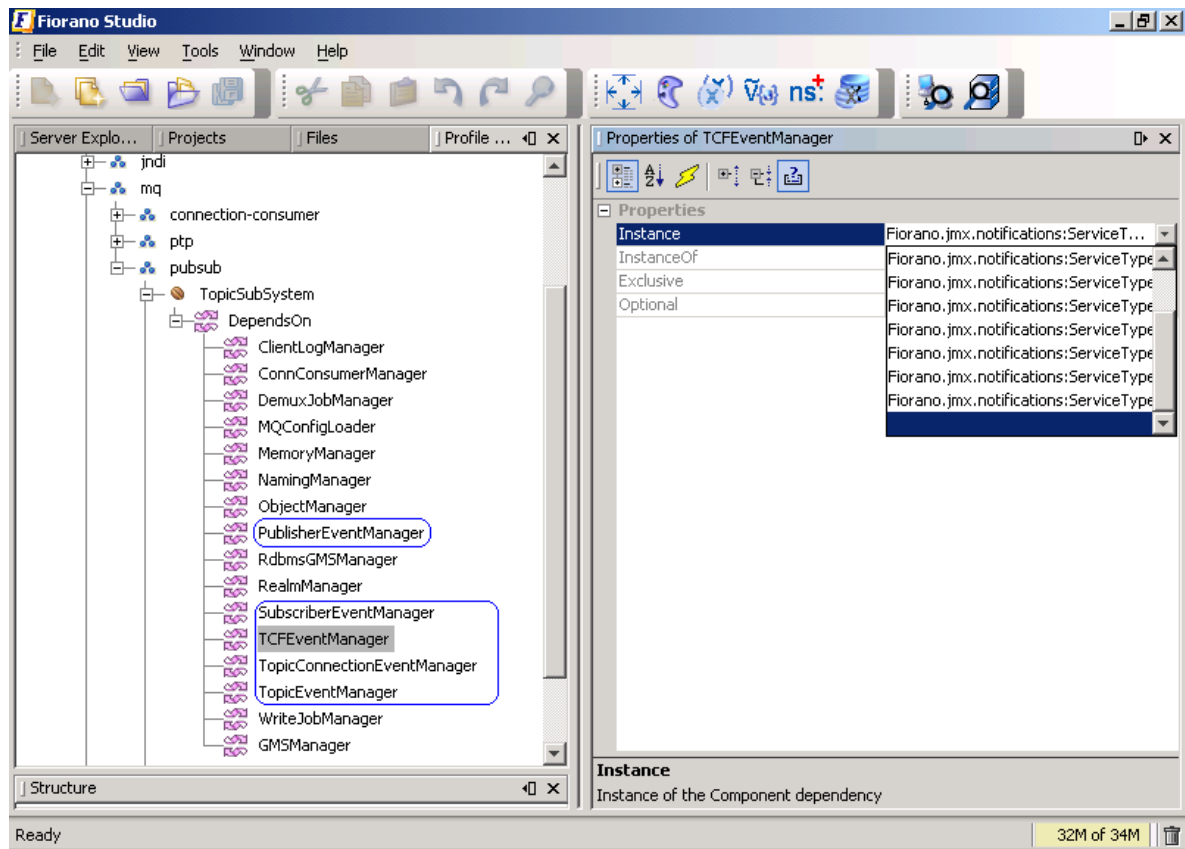 Fiorano Studio
File Edit View Tools Window Help
ns:
Server Explo... Projects Files Profile ...
jndi
mq
connection-consumer
ptp
pubsub
TopicSubSystem
DependsOn
ClientLogManager
ConnConsumerManager
DemuxJobManager
MQConfigLoader
MemoryManager
NamingManager
ObjectManager
PublisherEventManager
RdbmsGMSManager
RealmManager
SubscriberEventManager
TCFEventManager
TopicConnectionEventManager
TopicEventManager
WriteJobManager
GMSManager
Structure
Properties of TCFEventManager
Properties
Instance Fiorano.jmx.notifications:ServiceT...
InstanceOf Fiorano.jmx.notifications:ServiceType
Exclusive Fiorano.jmx.notifications:ServiceType
Optional Fiorano.jmx.notifications:ServiceType
Fiorano.jmx.notifications:ServiceType
Fiorano.jmx.notifications:ServiceType
Fiorano.jmx.notifications:ServiceType
Fiorano.jmx.notifications:ServiceType
Instance
Instance of the Component dependency
Ready 32M of 34M